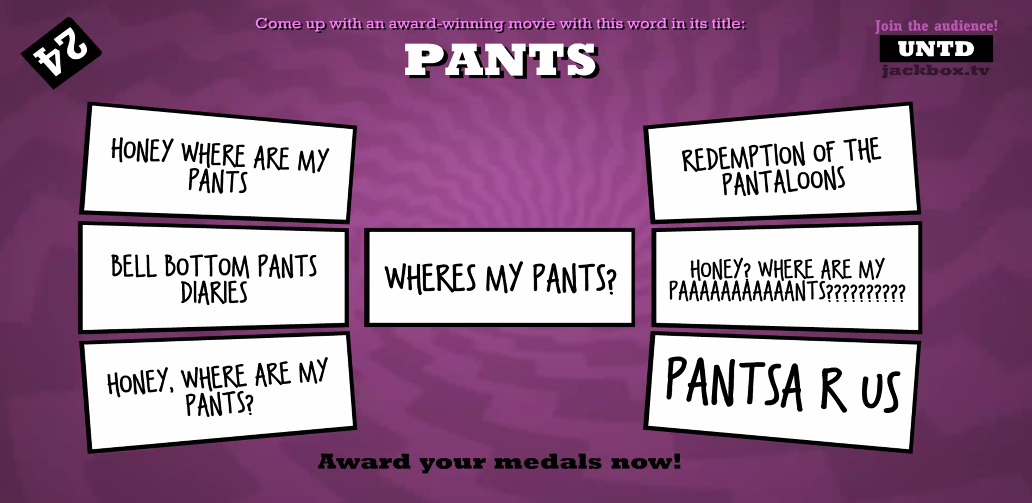 Come up with an award-winning movie with this word in its title:
PANTS
24
Join the audience!
UNTD
jackbox.tv
HONEY WHERE ARE MY
PANTS
BELL BOTTOM PANTS
DIARIES
HONEY, WHERE ARE MY
PANTS?
WHERES MY PANTS?
REDEMPTION OF THE
PANTALOONS
HONEY? WHERE ARE MY
PAAAAAAAAAAANTS??????????
PANTSA R US
Award your medals now!